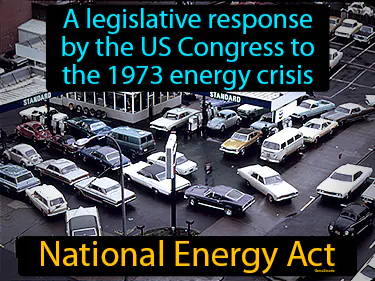 A legislative response
by the US Congress to
the 1973 energy crisis
STANDARD
STANDARD
National Energy Act